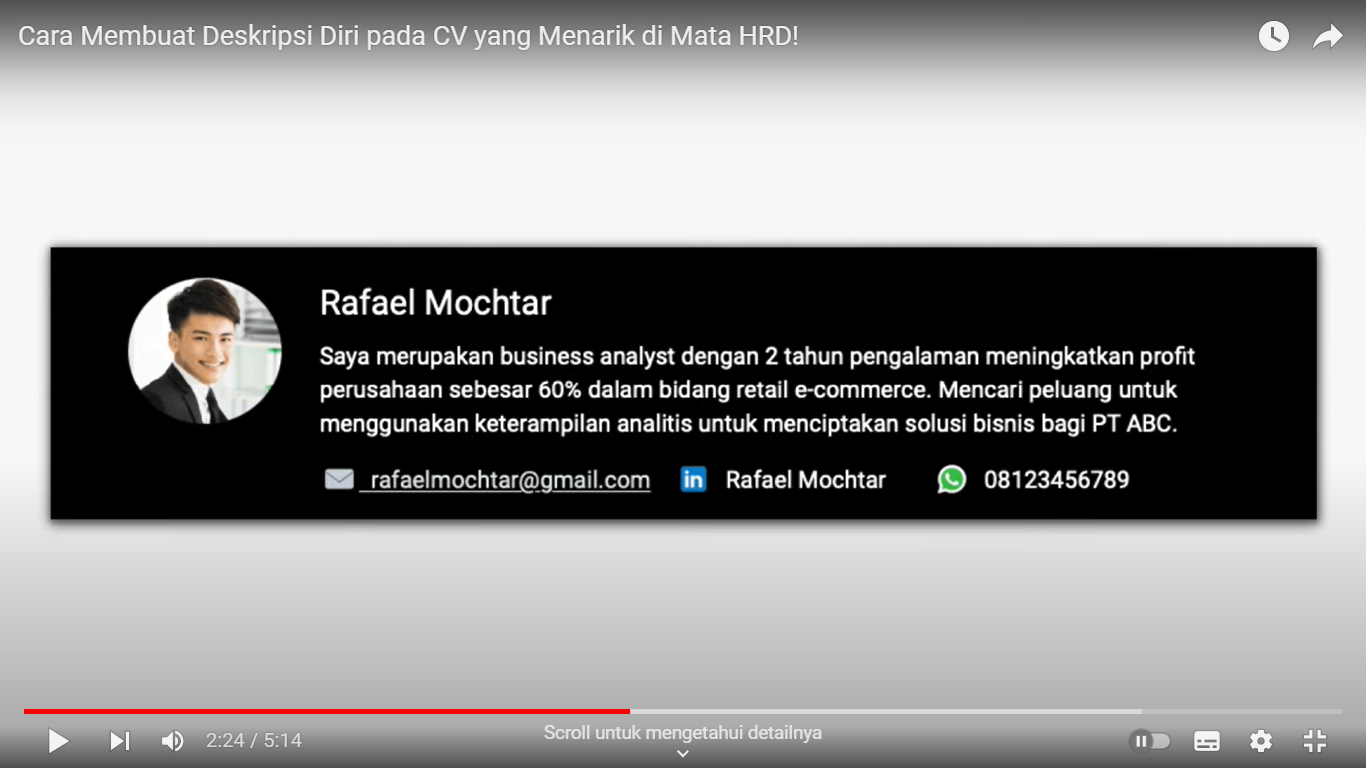 Cara Membuat Deskripsi Diri pada CV yang Menarik di Mata HRD!
Rafael Mochtar
Saya merupakan business analyst dengan 2 tahun pengalaman meningkatkan profit
perusahaan sebesar 60% dalam bidang retail e-commerce. Mencari peluang untuk
menggunakan keterampilan analitis untuk menciptakan solusi bisnis bagi PT ABC.
rafaelmochtar@gmail.com in Rafael Mochtar 08123456789
2:24 / 5:14 Scroll untuk mengetahui detailnya